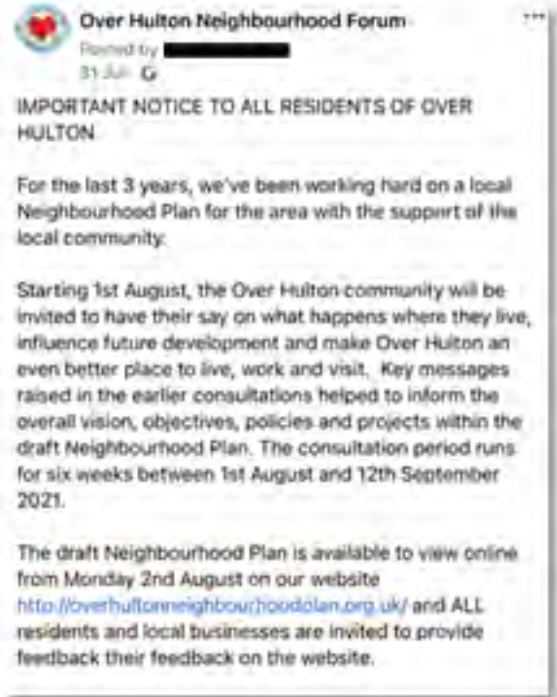 Over Hulton Neighbourhood Forum
Posted by
31 Jul
IMPORTANT NOTICE TO ALL RESIDENTS OF OVER
HULTON
For the last 3 years, we've been working hard on a local
Neighbourhood Plan for the area with the support of the
local community.
Starting 1st August, the Over Hulton community will be
invited to have their say on what happens where they live,
influence future development and make Over Hulton an
even better place to live, work and visit. Key messages
raised in the earlier consultations helped to inform the
overall vision, objectives, policies and projects within the
draft Neighbourhood Plan. The consultation period runs
for six weeks between 1st August and 12th September
2021.
The draft Neighbourhood Plan is available to view online
from Monday 2nd August on our website
http://overhultonneighbourhoodplan.org.uk/ and ALL
residents and local businesses are invited to provide
feedback their feedback on the website.